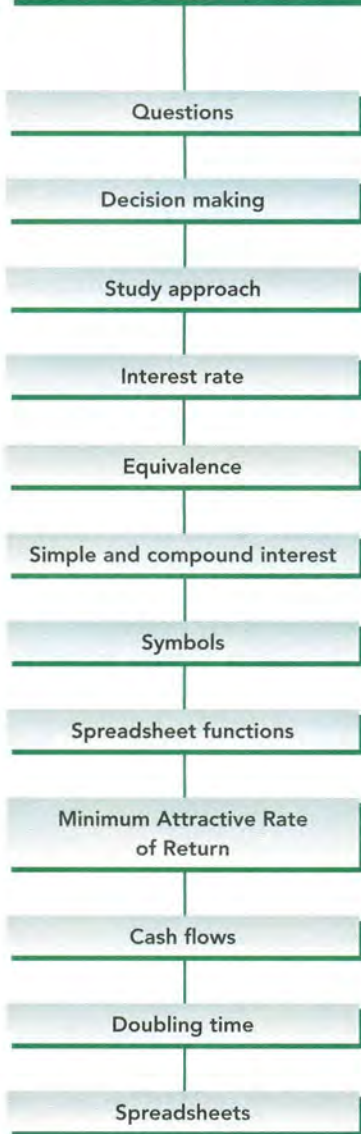 Questions
Decision making
Study approach
Interest rate
Equivalence
Simple and compound interest
Symbols
Spreadsheet functions
Minimum Attractive Rate
of Return
Cash flows
Doubling time
Spreadsheets